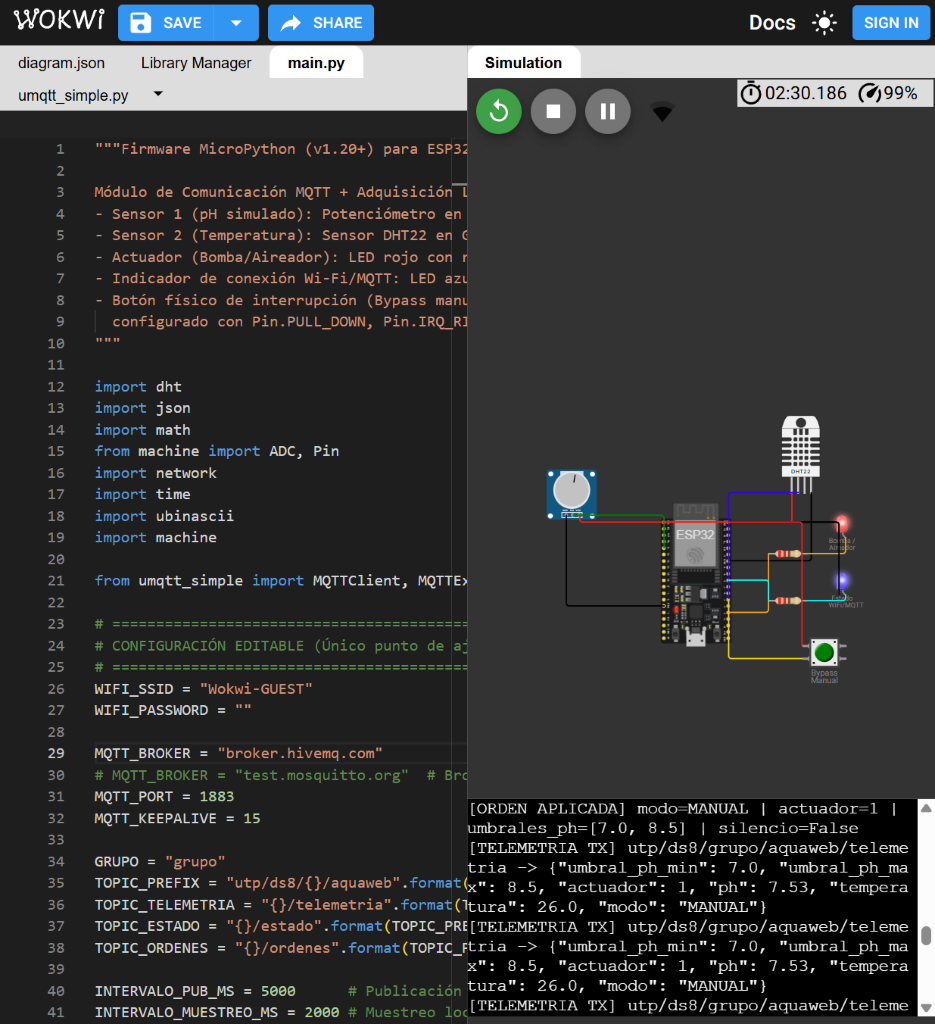 WOKWI
SAVE
SHARE
Docs
SIGN IN
diagram.json
Library Manager
main.py
umqtt_simple.py
Simulation
02:30.186
99%
1 """Firmware MicroPython (v1.20+) para ESP32
2
3 Módulo de Comunicación MQTT + Adquisición L
4 - Sensor 1 (pH simulado): Potenciómetro en
5 - Sensor 2 (Temperatura): Sensor DHT22 en G
6 - Actuador (Bomba/Aireador): LED rojo con r
7 - Indicador de conexión Wi-Fi/MQTT: LED azu
8 - Botón físico de interrupción (Bypass manu
9 configurado con Pin.PULL_DOWN, Pin.IRQ_RI
10 """
11
12 import dht
13 import json
14 import math
15 from machine import ADC, Pin
16 import network
17 import time
18 import ubinascii
19 import machine
20
21 from umqtt_simple import MQTTClient, MQTTEx
22
23 # =========================================
24 # CONFIGURACIÓN EDITABLE (Único punto de aj
25 # =========================================
26 WIFI_SSID = "Wokwi-GUEST"
27 WIFI_PASSWORD = ""
28
29 MQTT_BROKER = "broker.hivemq.com"
30 # MQTT_BROKER = "test.mosquitto.org"  # Bro
31 MQTT_PORT = 1883
32 MQTT_KEEPALIVE = 15
33
34 GRUPO = "grupo"
35 TOPIC_PREFIX = "utp/ds8/{}/aquaweb".format(
36 TOPIC_TELEMETRIA = "{}/telemetria".format(T
37 TOPIC_ESTADO = "{}/estado".format(TOPIC_PRE
38 TOPIC_ORDENES = "{}/ordenes".format(TOPIC_P
39
40 INTERVALO_PUB_MS = 5000      # Publicación
41 INTERVALO_MUESTREO_MS = 2000 # Muestreo loc
DHT22
ESP32
Bomba /
Aireador
Estado
WiFi/MQTT
Bypass
Manual
[ORDEN APLICADA] modo=MANUAL | actuador=1 |
umbrales_ph=[7.0, 8.5] | silencio=False
[TELEMETRIA TX] utp/ds8/grupo/aquaweb/teleme
tria -> {"umbral_ph_min": 7.0, "umbral_ph_ma
x": 8.5, "actuador": 1, "ph": 7.53, "tempera
tura": 26.0, "modo": "MANUAL"}
[TELEMETRIA TX] utp/ds8/grupo/aquaweb/teleme
tria -> {"umbral_ph_min": 7.0, "umbral_ph_ma
x": 8.5, "actuador": 1, "ph": 7.53, "tempera
tura": 26.0, "modo": "MANUAL"}
[TELEMETRIA TX] utp/ds8/grupo/aquaweb/teleme